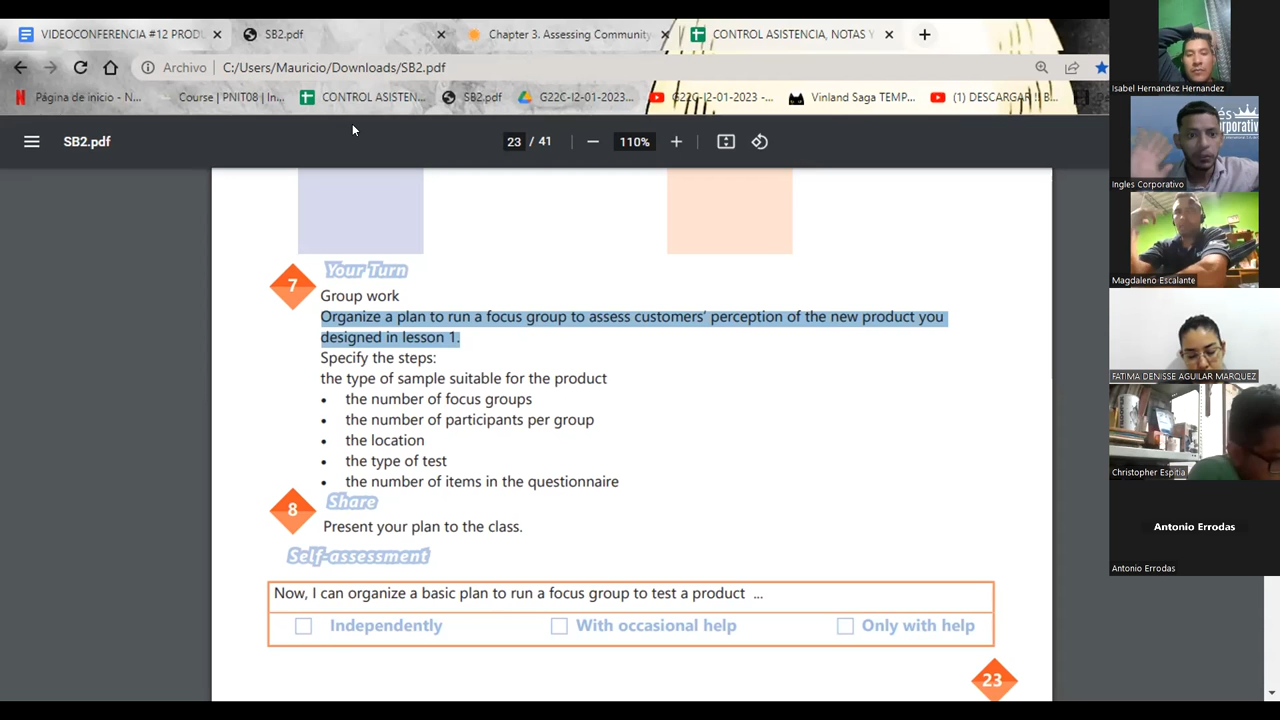 VIDEOCONFERENCIA #12 PROD
SB2.pdf
Chapter 3. Assessing Community
CONTROL ASISTENCIA, NOTAS Y
Archivo
C:/Users/Mauricio/Downloads/SB2.pdf
Página de inicio - N...
Course | PNIT08 | In...
CONTROL ASISTEN...
SB2.pdf
G22C-I2-01-2023...
G22C-I2-01-2023 -...
Vinland Saga TEMP...
(1) DESCARGAR
SB2.pdf
23 / 41
110%
7
Your Turn
Group work
Organize a plan to run a focus group to assess customers’ perception of the new product you
designed in lesson 1.
Specify the steps:
the type of sample suitable for the product
• the number of focus groups
• the number of participants per group
• the location
• the type of test
• the number of items in the questionnaire
8
Share
Present your plan to the class.
Self-assessment
Now, I can organize a basic plan to run a focus group to test a product ...
Independently
With occasional help
Only with help
23
Isabel Hernandez Hernandez
Ingles Corporativo
Magdaleno Escalante
FATIMA DENISSE AGUILAR MARQUEZ
Christopher Espitia
Antonio Errodas
Antonio Errodas